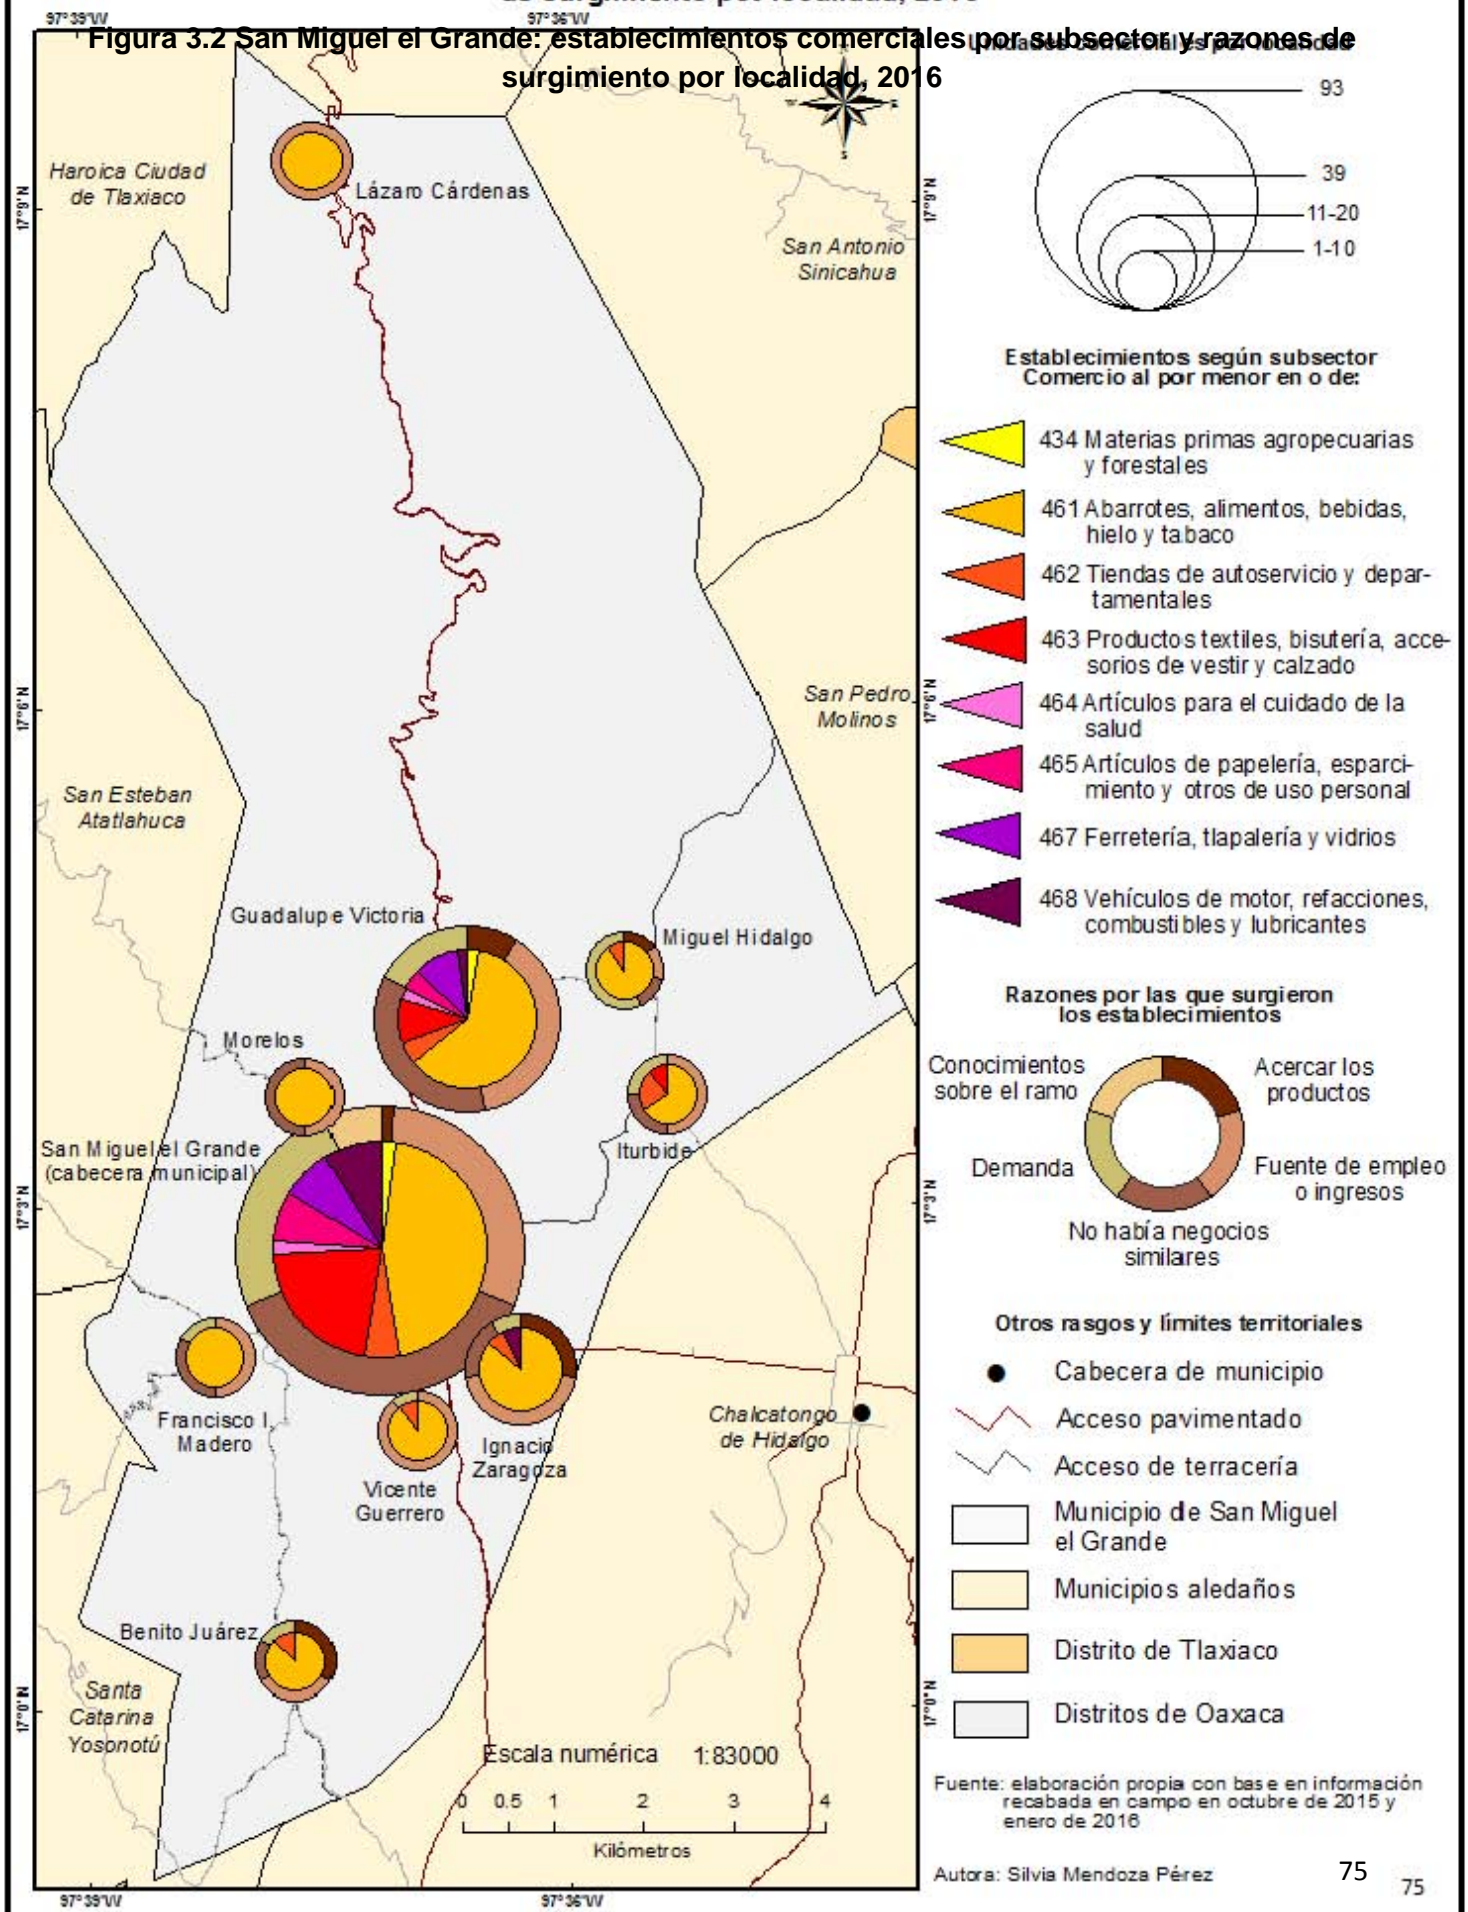 de surgimiento por localidad, 2016
Figura 3.2 San Miguel el Grande: establecimientos comerciales por subsector y razones de
surgimiento por localidad, 2016
97°39'W
97°36'W
Unidades comerciales por localidad
93
39
11-20
1-10
Haroica Ciudad
de Tlaxiaco
Lázaro Cárdenas
San Antonio
Sinicahua
17°9'N
17°9'N
N
W
E
S
Establecimientos según subsector
Comercio al por menor en o de:
434 Materias primas agropecuarias
y forestales
461 Abarrotes, alimentos, bebidas,
hielo y tabaco
462 Tiendas de autoservicio y depar-
tamentales
463 Productos textiles, bisutería, acce-
sorios de vestir y calzado
464 Artículos para el cuidado de la
salud
465 Artículos de papelería, esparci-
miento y otros de uso personal
467 Ferretería, tlapalería y vidrios
468 Vehículos de motor, refacciones,
combustibles y lubricantes
San Pedro
Molinos
17°6'N
17°6'N
San Esteban
Atatlahuca
Guadalupe Victoria
Miguel Hidalgo
Morelos
San Miguel el Grande
(cabecera municipal)
Iturbide
17°3'N
17°3'N
Razones por las que surgieron
los establecimientos
Conocimientos
sobre el ramo
Acercar los
productos
Demanda
Fuente de empleo
o ingresos
No había negocios
similares
Francisco I.
Madero
Vicente
Guerrero
Ignacio
Zaragoza
Chalcatongo
de Hidalgo
Otros rasgos y límites territoriales
Cabecera de municipio
Acceso pavimentado
Acceso de terracería
Municipio de San Miguel
el Grande
Municipios aledaños
Distrito de Tlaxiaco
Distritos de Oaxaca
Benito Juárez
Santa
Catarina
Yosonotú
17°0'N
17°0'N
Escala numérica 1:83000
0 0.5 1 2 3 4
Kilómetros
Fuente: elaboración propia con base en información
recabada en campo en octubre de 2015 y
enero de 2016
Autora: Silvia Mendoza Pérez
75
75
97°39'W
97°36'W